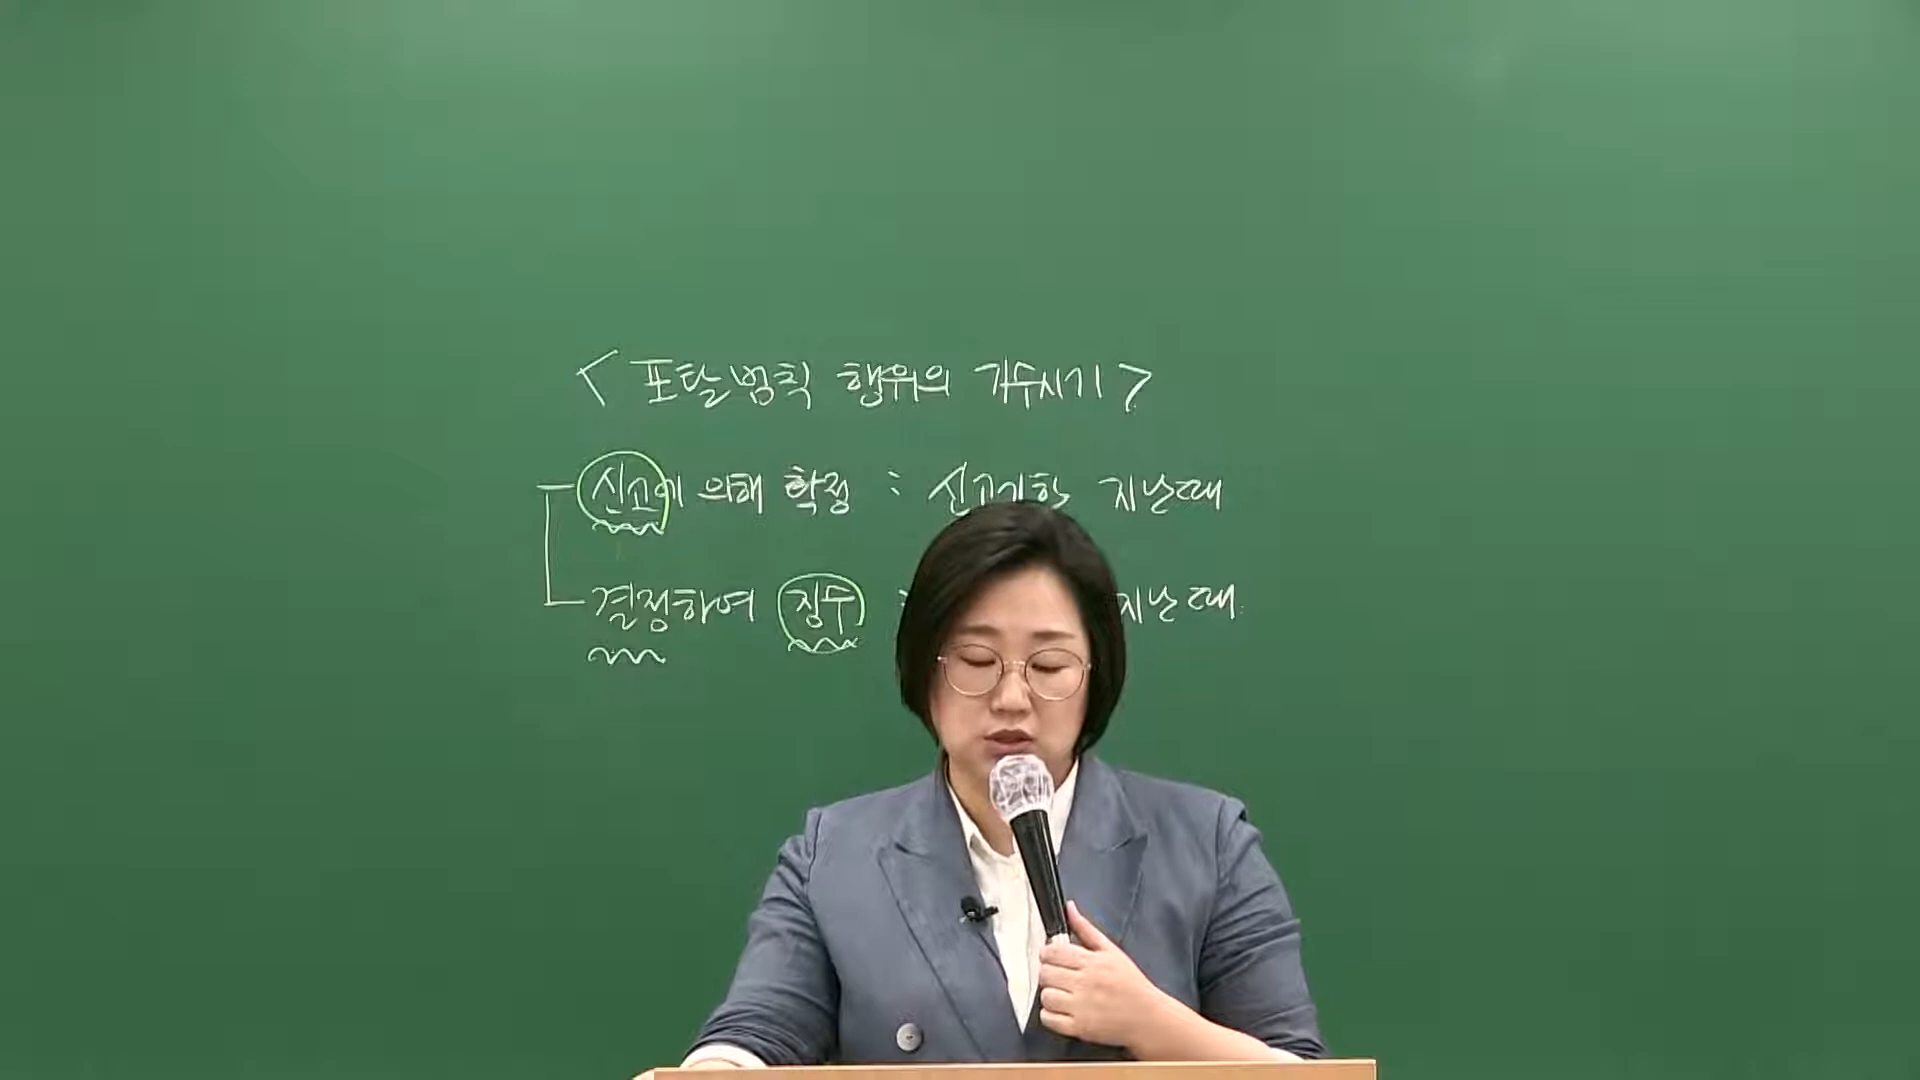 < 포탈범칙 행위의 기수시기 >
신고에 의해 확정 : 신고기한 지난때
결정하여 징수 : 지난때